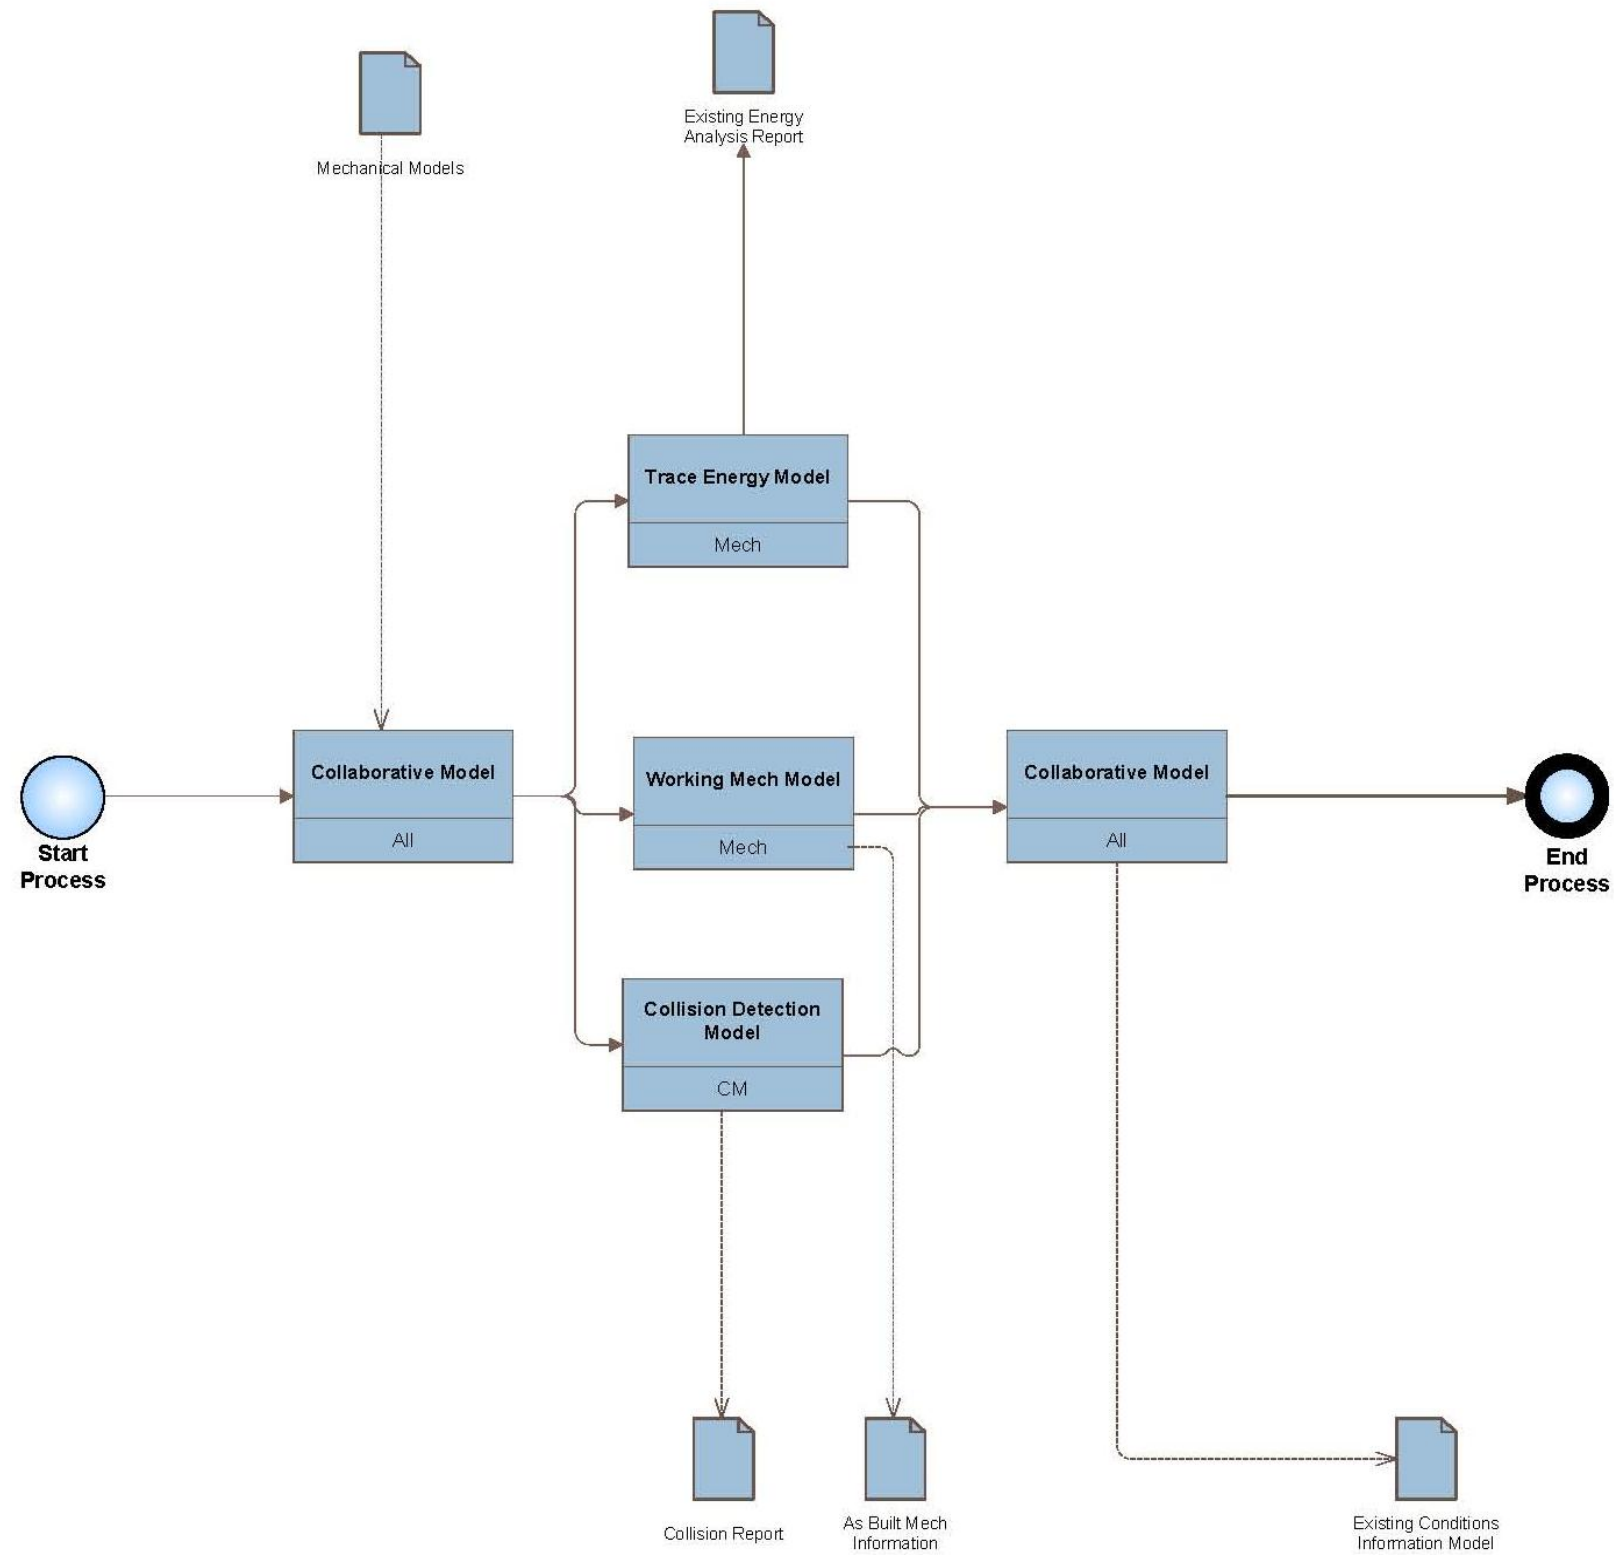 Existing Energy
Analysis Report
Mechanical Models
Trace Energy Model
Mech
Start
Process
Collaborative Model
All
Working Mech Model
Mech
Collaborative Model
All
End
Process
Collision Detection
Model
CM
Collision Report
As Built Mech
Information
Existing Conditions
Information Model